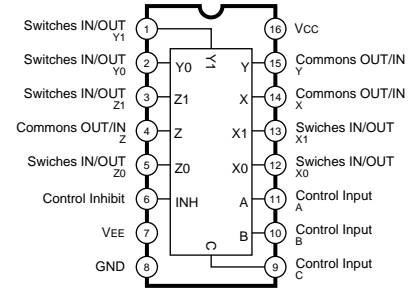 Switches IN/OUT
Y1
1
16
VCC
Switches IN/OUT
Y0
2
Y0
Y1
Y
15
Commons OUT/IN
Y
Switches IN/OUT
Z1
3
Z1
X
14
Commons OUT/IN
X
Commons OUT/IN
Z
4
Z
X1
13
Swiches IN/OUT
X1
Swiches IN/OUT
Z0
5
Z0
X0
12
Switches IN/OUT
X0
Control Inhibit
6
INH
A
11
Control Input
A
VEE
7
B
10
Control Input
B
GND
8
C
9
Control Input
C